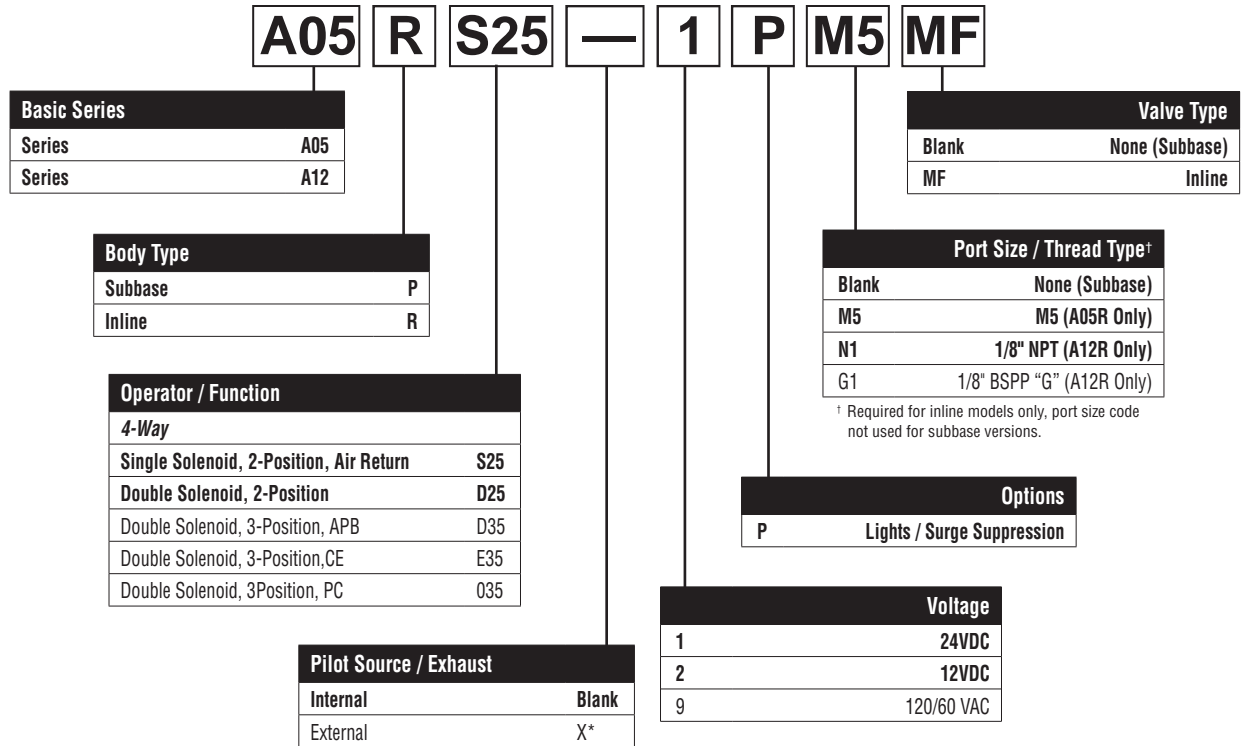 A05 R S25 — 1 P M5 MF
Basic Series
Series A05
Series A12
Valve Type
Blank None (Subbase)
MF Inline
Body Type
Subbase P
Inline R
Port Size / Thread Type†
Blank None (Subbase)
M5 M5 (A05R Only)
N1 1/8" NPT (A12R Only)
G1 1/8" BSPP “G” (A12R Only)
† Required for inline models only, port size code
not used for subbase versions.
Operator / Function
4-Way
Single Solenoid, 2-Position, Air Return S25
Double Solenoid, 2-Position D25
Double Solenoid, 3-Position, APB D35
Double Solenoid, 3-Position,CE E35
Double Solenoid, 3Position, PC 035
Options
P Lights / Surge Suppression
Voltage
1 24VDC
2 12VDC
9 120/60 VAC
Pilot Source / Exhaust
Internal Blank
External X*